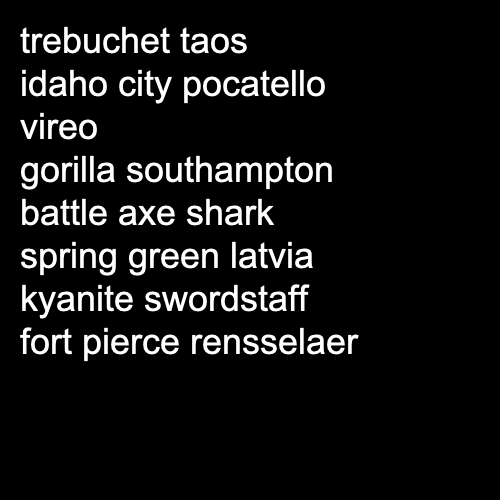 trebuchet taos
idaho city pocatello
vireo
gorilla southampton
battle axe shark
spring green latvia
kyanite swordstaff
fort pierce rensselaer